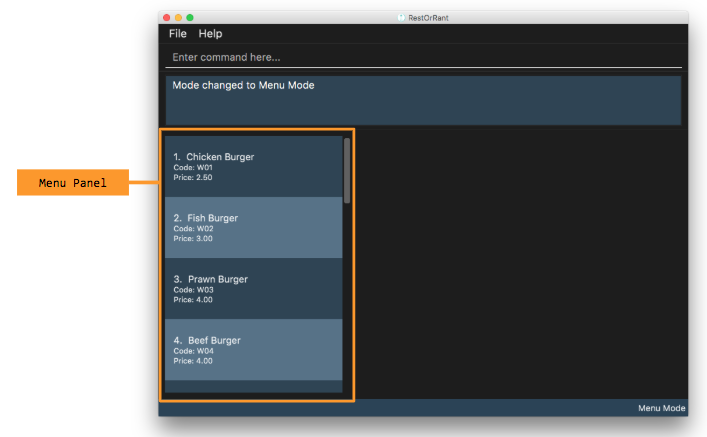 RestOrRant
File Help
Enter command here...
Mode changed to Menu Mode
Menu Panel
1. Chicken Burger
Code: W01
Price: 2.50
2. Fish Burger
Code: W02
Price: 3.00
3. Prawn Burger
Code: W03
Price: 4.00
4. Beef Burger
Code: W04
Price: 4.00
Menu Mode